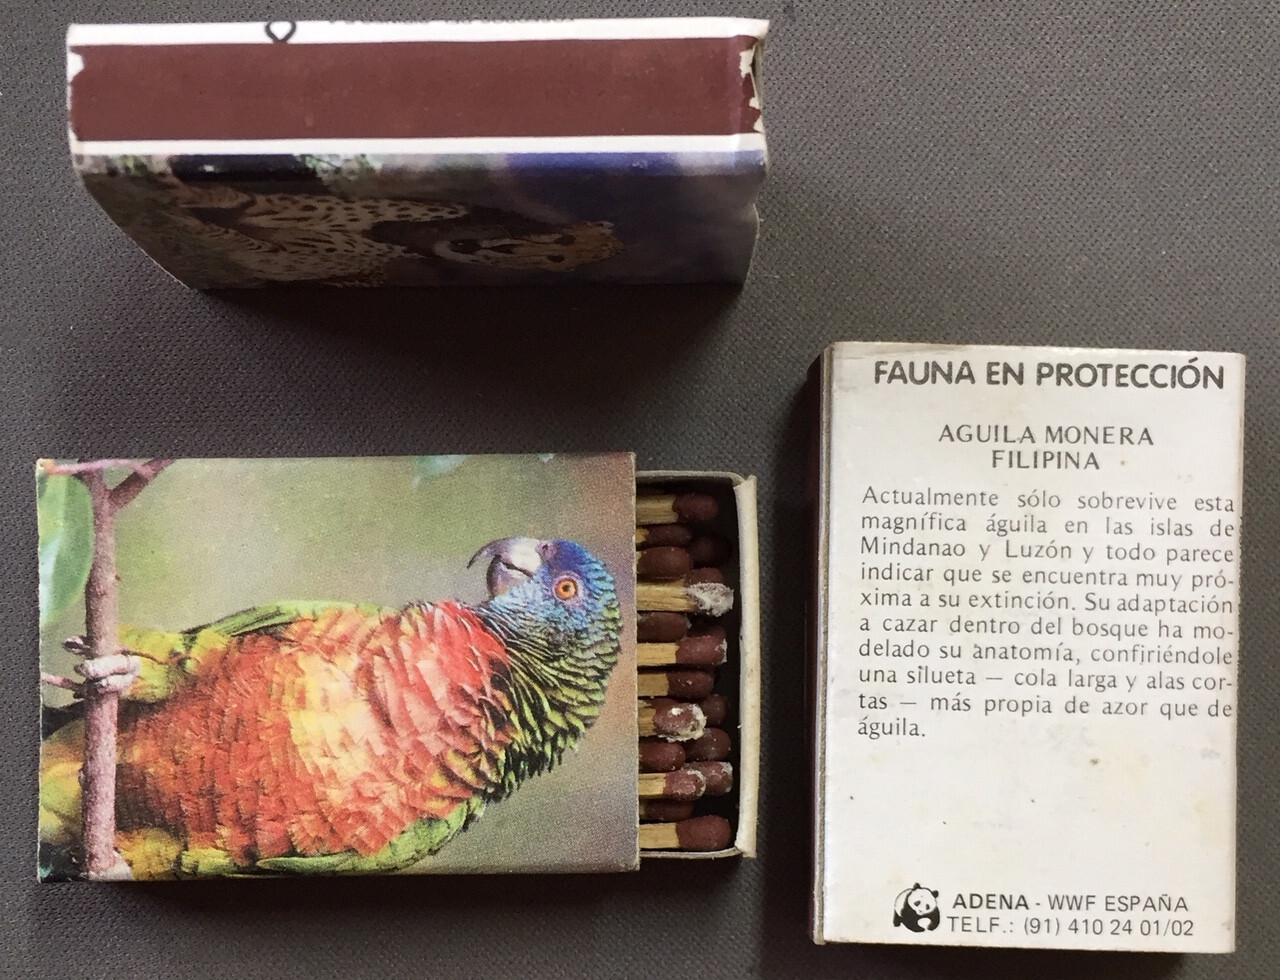 FAUNA EN PROTECCIÓN
AGUILA MONERA
FILIPINA
Actualmente sólo sobrevive esta
magnífica águila en las islas de
Mindanao y Luzón y todo parece
indicar que se encuentra muy pró-
xima a su extinción. Su adaptación
a cazar dentro del bosque ha mo-
delado su anatomía, confiriéndole
una silueta — cola larga y alas cor-
tas — más propia de azor que de
águila.
ADENA - WWF ESPAÑA
TELF.: (91) 410 24 01/02